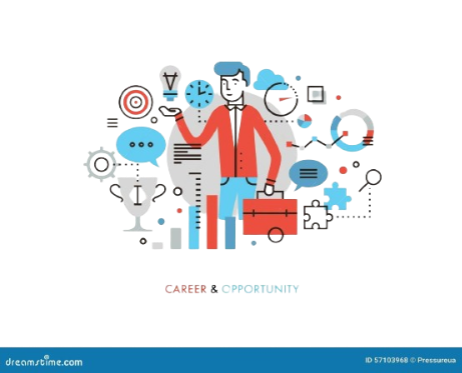 CAREER & OPPORTUNITY
dreamstime.com
ID 57103968 © Pressureua